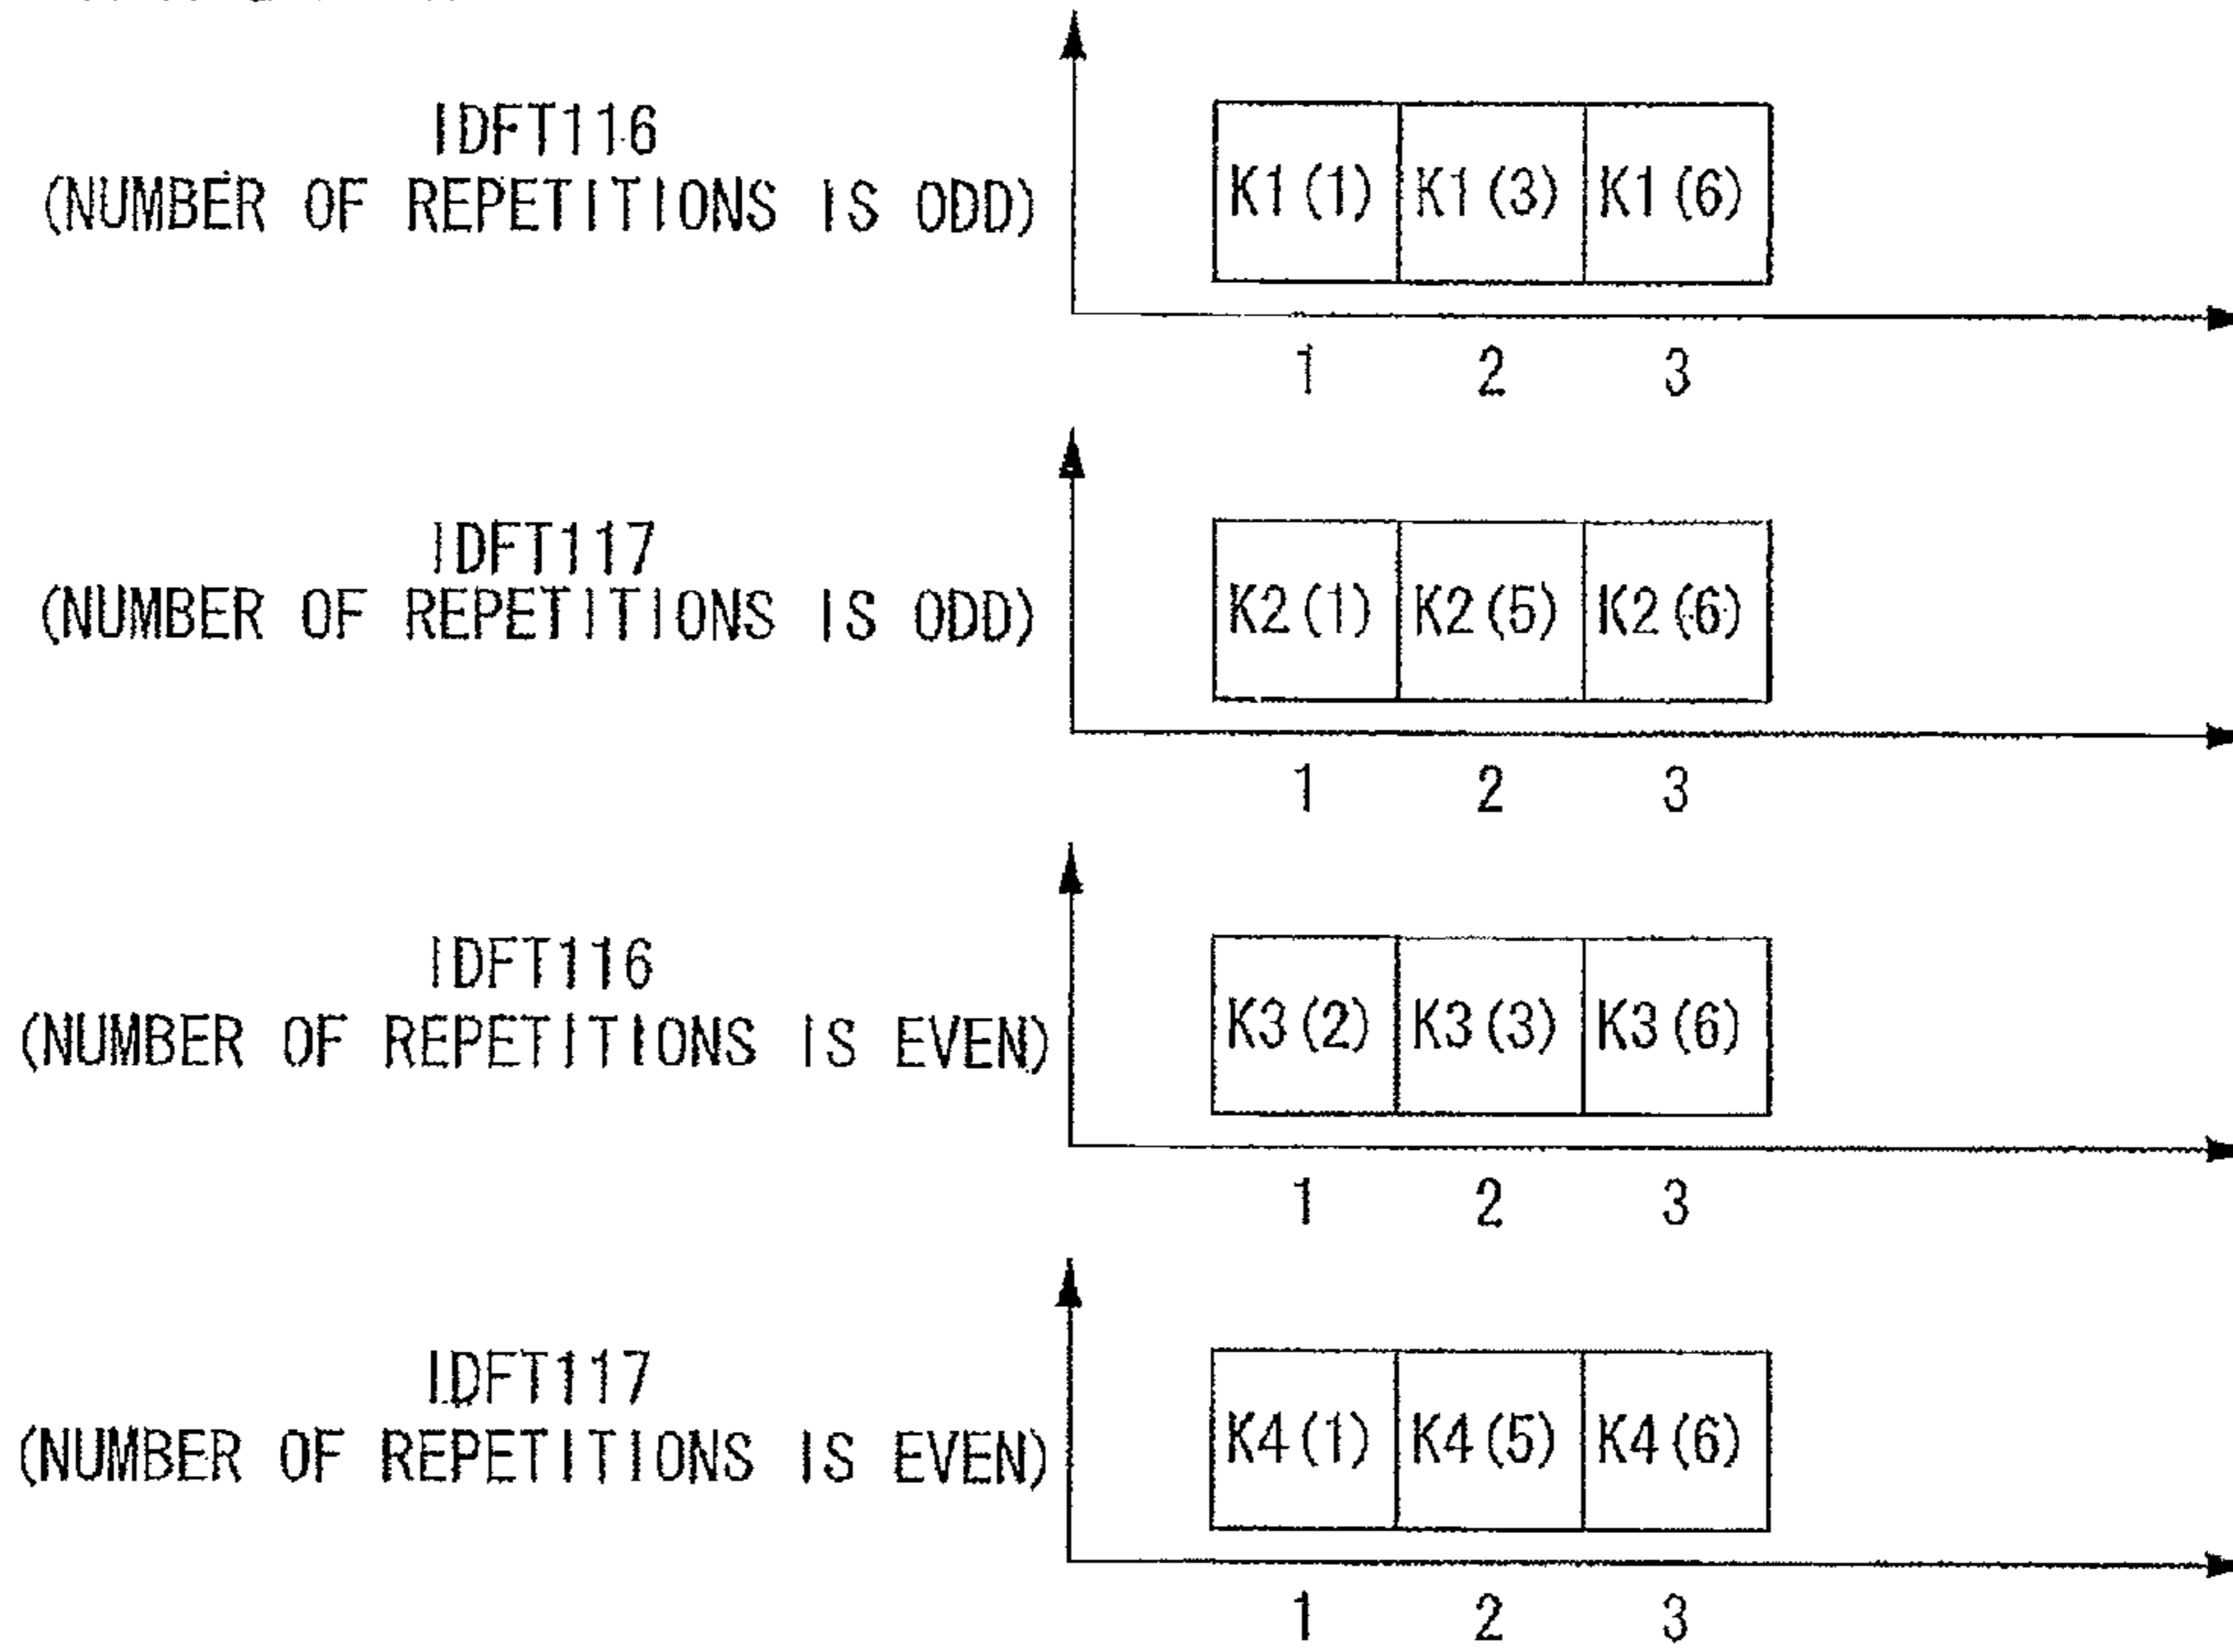 IDFT116
(NUMBER OF REPETITIONS IS ODD)
K1(1) K1(3) K1(6)
1 2 3
IDFT117
(NUMBER OF REPETITIONS IS ODD)
K2(1) K2(5) K2(6)
1 2 3
IDFT116
(NUMBER OF REPETITIONS IS EVEN)
K3(2) K3(3) K3(6)
1 2 3
IDFT117
(NUMBER OF REPETITIONS IS EVEN)
K4(1) K4(5) K4(6)
1 2 3